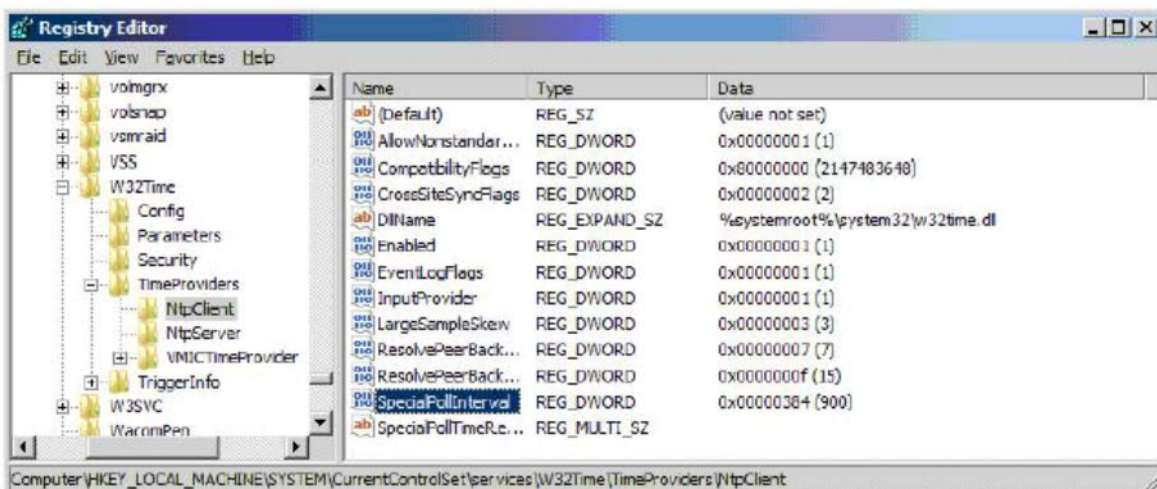 Registry Editor
File Edit View Favorites Help
volmgrx
volsnap
vsmraid
VSS
W32Time
Config
Parameters
Security
TimeProviders
NtpClient
NtpServer
VMICTimeProvider
TriggerInfo
W3SVC
WacomPen
Name Type Data
(Default) REG_SZ (value not set)
AllowNonstandar... REG_DWORD 0x00000001 (1)
CompatibilityFlags REG_DWORD 0x80000000 (2147483648)
CrossSiteSyncFlags REG_DWORD 0x00000002 (2)
DllName REG_EXPAND_SZ %systemroot%\system32\w32time.dll
Enabled REG_DWORD 0x00000001 (1)
EventLogFlags REG_DWORD 0x00000001 (1)
InputProvider REG_DWORD 0x00000001 (1)
LargeSampleSkew REG_DWORD 0x00000003 (3)
ResolvePeerBack... REG_DWORD 0x00000007 (7)
ResolvePeerBack... REG_DWORD 0x0000000f (15)
SpecialPollInterval REG_DWORD 0x00000384 (900)
SpecialPollTimeRe... REG_MULTI_SZ
Computer\HKEY_LOCAL_MACHINE\SYSTEM\CurrentControlSet\services\W32Time\TimeProviders\NtpClient